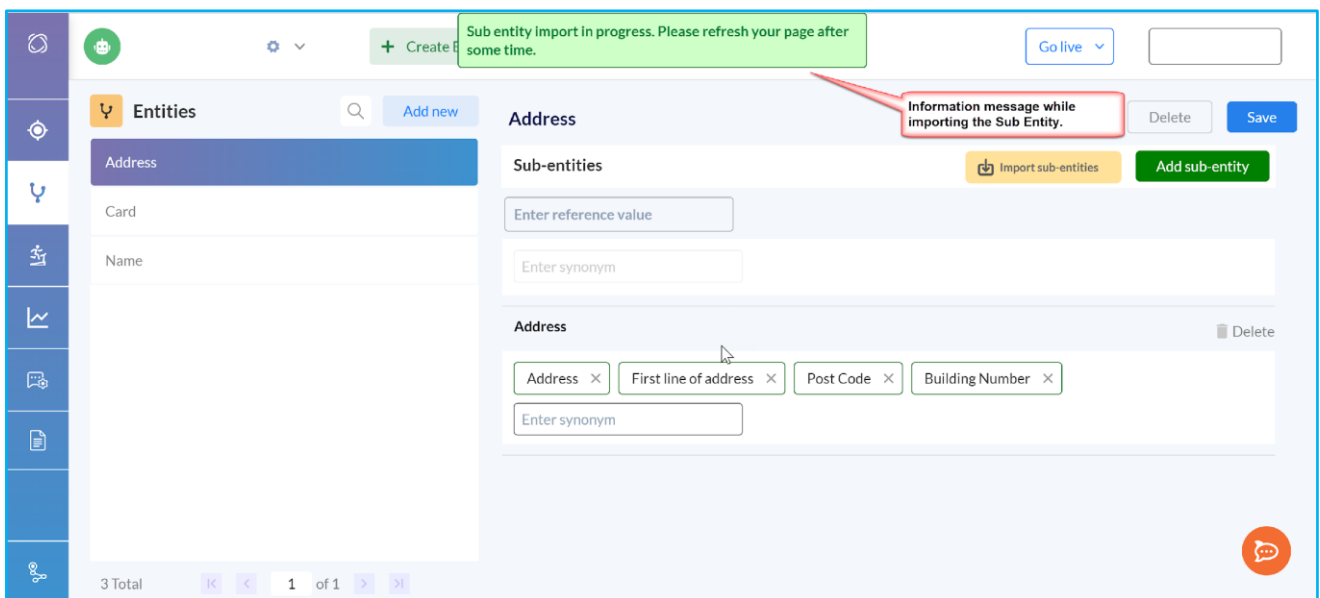 Sub entity import in progress. Please refresh your page after
some time.
+ Create
Go live
Information message while
importing the Sub Entity.
Entities
Add new
Address
Delete
Save
Address
Card
Name
Sub-entities
Import sub-entities
Add sub-entity
Enter reference value
Enter synonym
Address
Delete
Address × First line of address × Post Code × Building Number ×
Enter synonym
3 Total
1 of 1